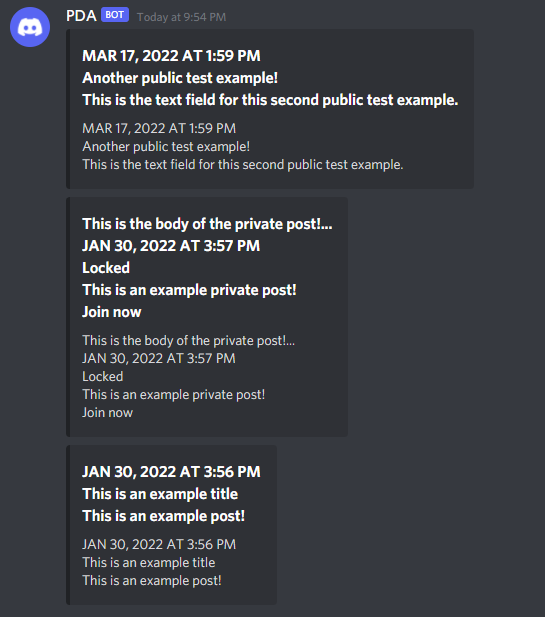 PDA BOT Today at 9:54 PM
MAR 17, 2022 AT 1:59 PM
Another public test example!
This is the text field for this second public test example.
MAR 17, 2022 AT 1:59 PM
Another public test example!
This is the text field for this second public test example.
This is the body of the private post!...
JAN 30, 2022 AT 3:57 PM
Locked
This is an example private post!
Join now
This is the body of the private post!...
JAN 30, 2022 AT 3:57 PM
Locked
This is an example private post!
Join now
JAN 30, 2022 AT 3:56 PM
This is an example title
This is an example post!
JAN 30, 2022 AT 3:56 PM
This is an example title
This is an example post!